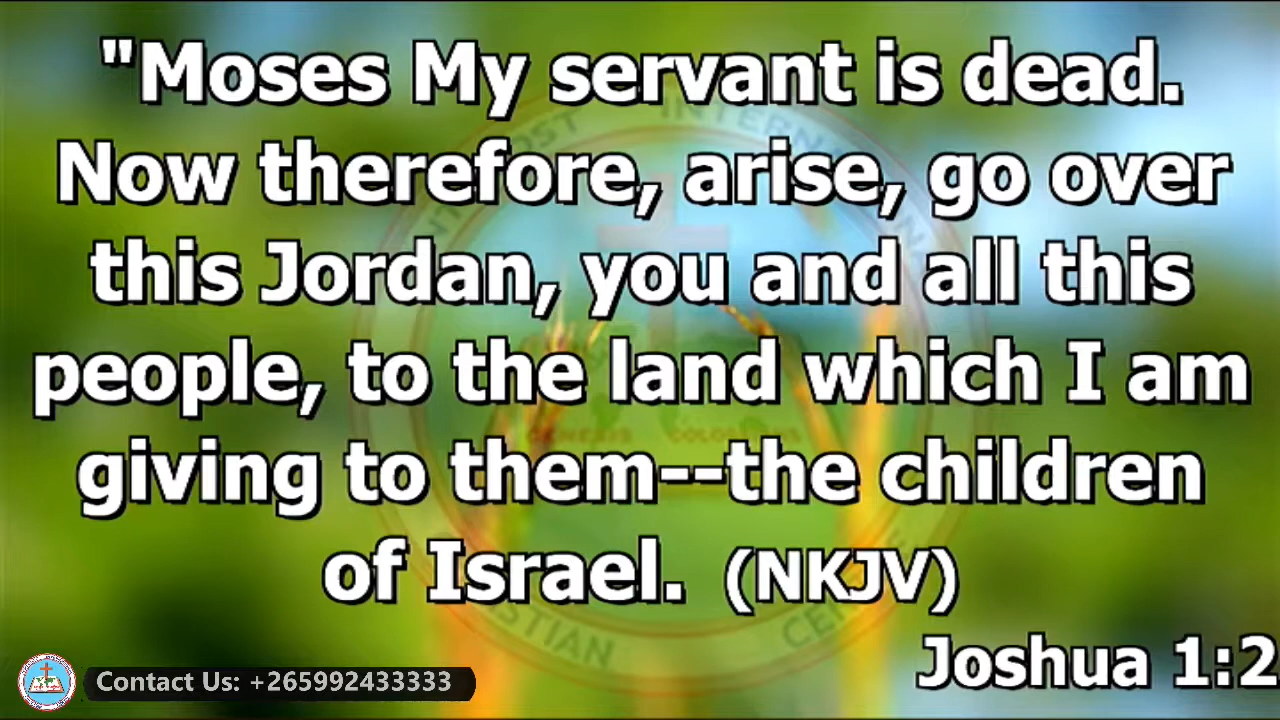 "Moses My servant is dead.
Now therefore, arise, go over
this Jordan, you and all this
people, to the land which I am
giving to them--the children
of Israel. (NKJV)
Joshua 1:2
Contact Us: +265992433333